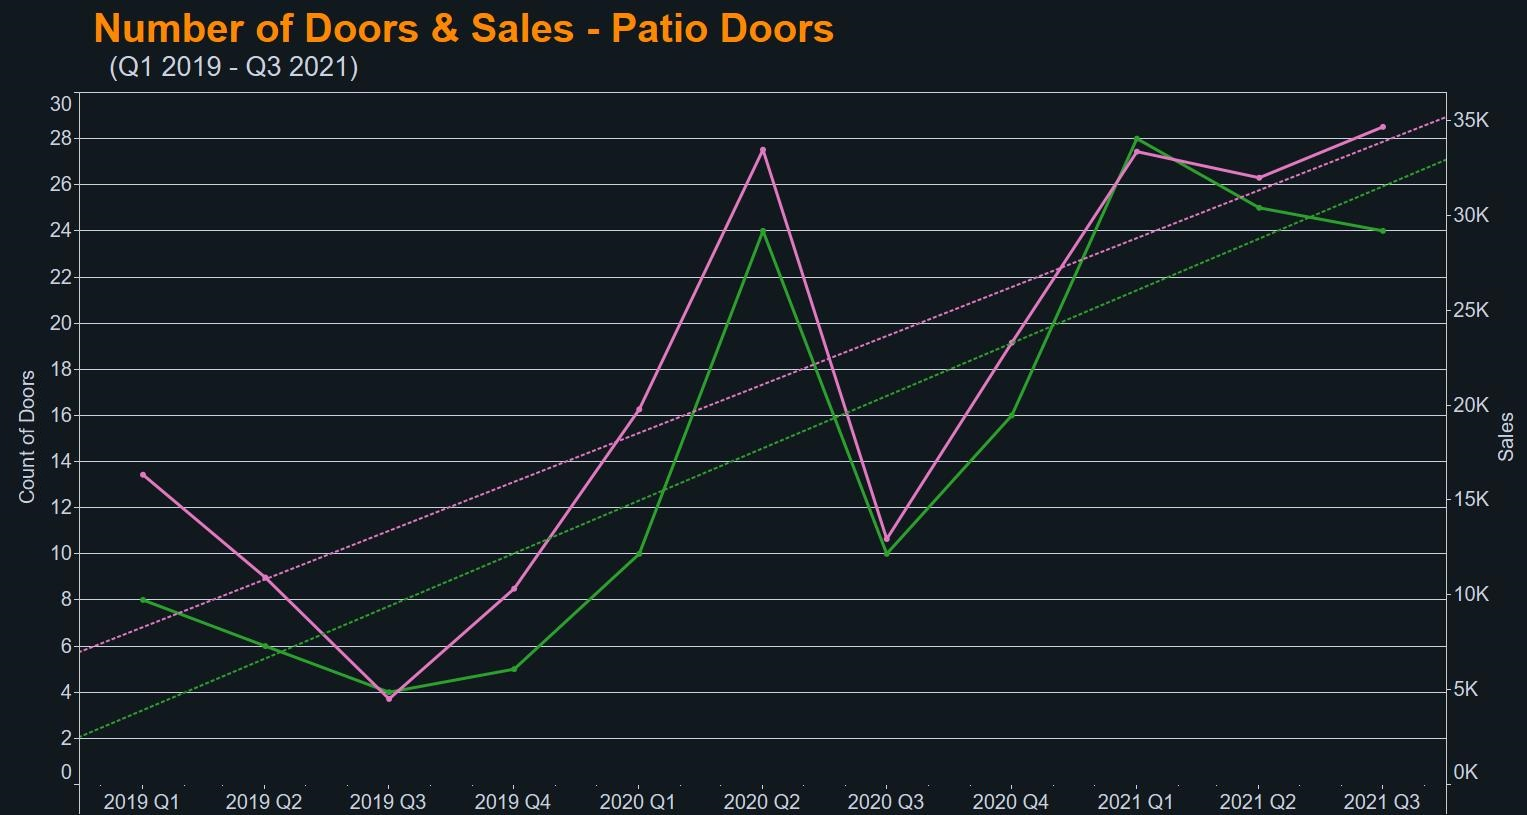 Number of Doors & Sales - Patio Doors
(Q1 2019 - Q3 2021)
30
28
26
24
22
20
18
16
14
12
10
8
6
4
2
0
Count of Doors
35K
30K
25K
20K
15K
10K
5K
0K
Sales
2019 Q1 2019 Q2 2019 Q3 2019 Q4 2020 Q1 2020 Q2 2020 Q3 2020 Q4 2021 Q1 2021 Q2 2021 Q3